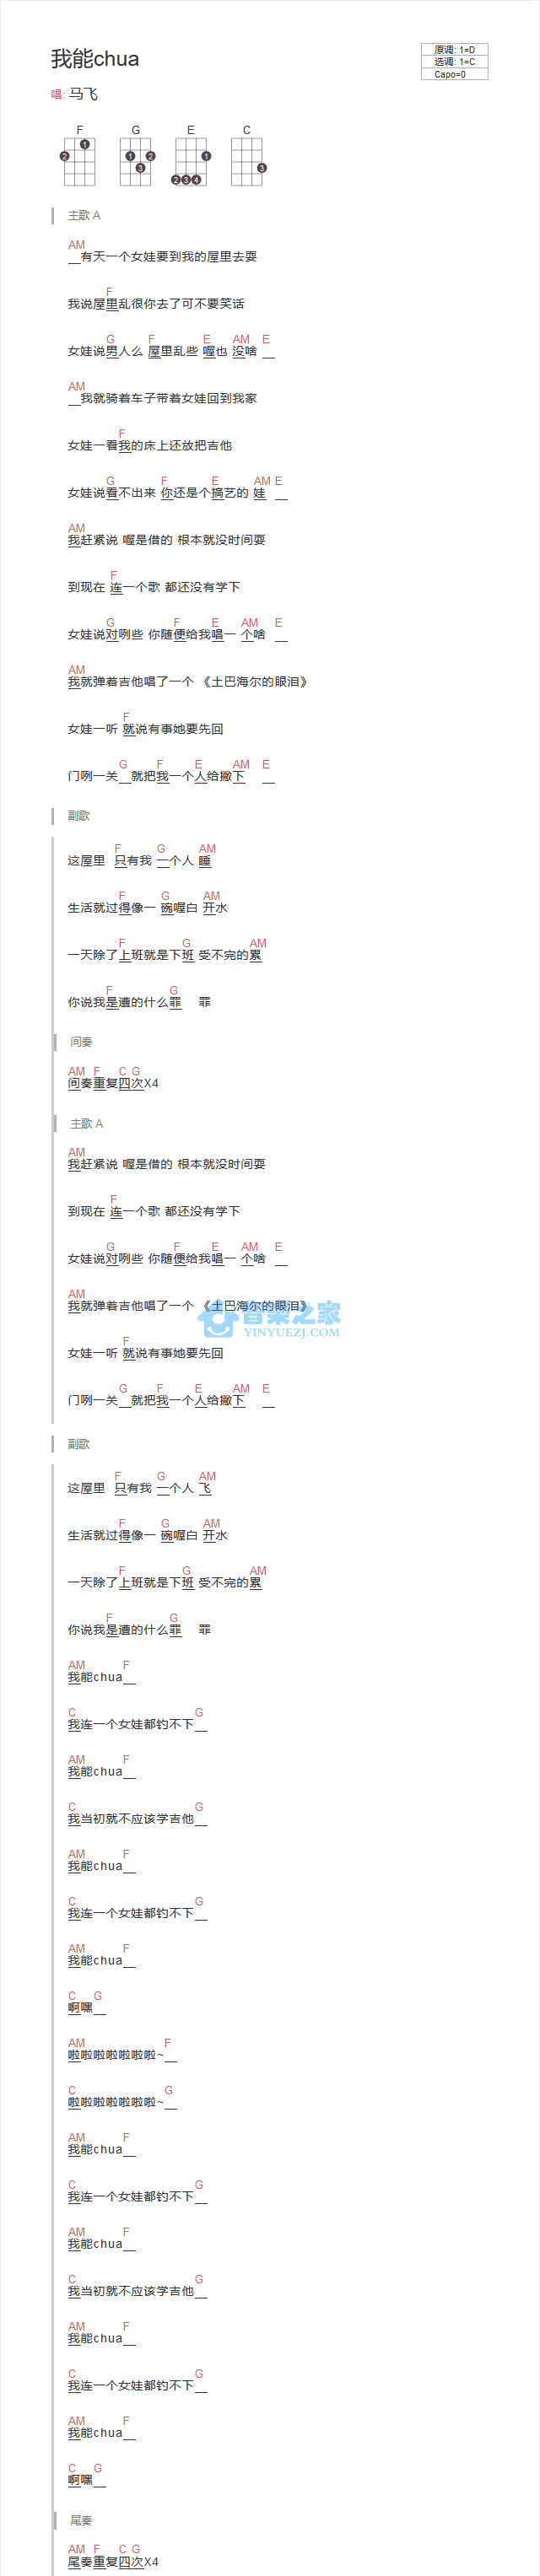 我能chua
原调: 1=D
选调: 1=C
Capo=0
唱: 马飞
F G E C
1 2
1 2 3
1 2 3 4
3
主歌 A
AM
有天一个女娃要到我的屋里去耍
F
我说屋里乱很你去了可不要笑话
G F E AM E
女娃说男人么 屋里乱些 喔也 没啥
AM
我就骑着车子带着女娃回到我家
F
女娃一看我的床上还放把吉他
G F E AM E
女娃说看不出来 你还是个搞艺的 娃
AM
我赶紧说 喔是借的 根本就没时间耍
F
到现在 连一个歌 都还没有学下
G F E AM E
女娃说对咧些 你随便给我唱一 个啥
AM
我就弹着吉他唱了一个 《土巴海尔的眼泪》
F
女娃一听 就说有事她要先回
G F E AM E
门咧一关 就把我一个人给撇下
副歌
F G AM
这屋里 只有我 一个人 睡
F G AM
生活就过得像一 碗喔白 开水
F G AM
一天除了上班就是下班 受不完的累
F G
你说我是遭的什么罪 罪
间奏
AM F C G
间奏重复四次X4
主歌 A
AM
我赶紧说 喔是借的 根本就没时间耍
F
到现在 连一个歌 都还没有学下
G F E AM E
女娃说对咧些 你随便给我唱一 个啥
AM
我就弹着吉他唱了一个 《土巴海尔的眼泪》
音乐之家
YINYUEZJ.COM
F
女娃一听 就说有事她要先回
G F E AM E
门咧一关 就把我一个人给撇下
副歌
F G AM
这屋里 只有我 一个人 飞
F G AM
生活就过得像一 碗喔白 开水
F G AM
一天除了上班就是下班 受不完的累
F G
你说我是遭的什么罪 罪
AM F
我能chua
C G
我连一个女娃都钓不下
AM F
我能chua
C G
我当初就不应该学吉他
AM F
我能chua
C G
我连一个女娃都钓不下
AM F
我能chua
C G
啊嘿
AM F
啦啦啦啦啦啦啦~
C G
啦啦啦啦啦啦啦~
AM F
我能chua
C G
我连一个女娃都钓不下
AM F
我能chua
C G
我当初就不应该学吉他
AM F
我能chua
C G
我连一个女娃都钓不下
AM F
我能chua
C G
啊嘿
尾奏
AM F C G
尾奏重复四次X4